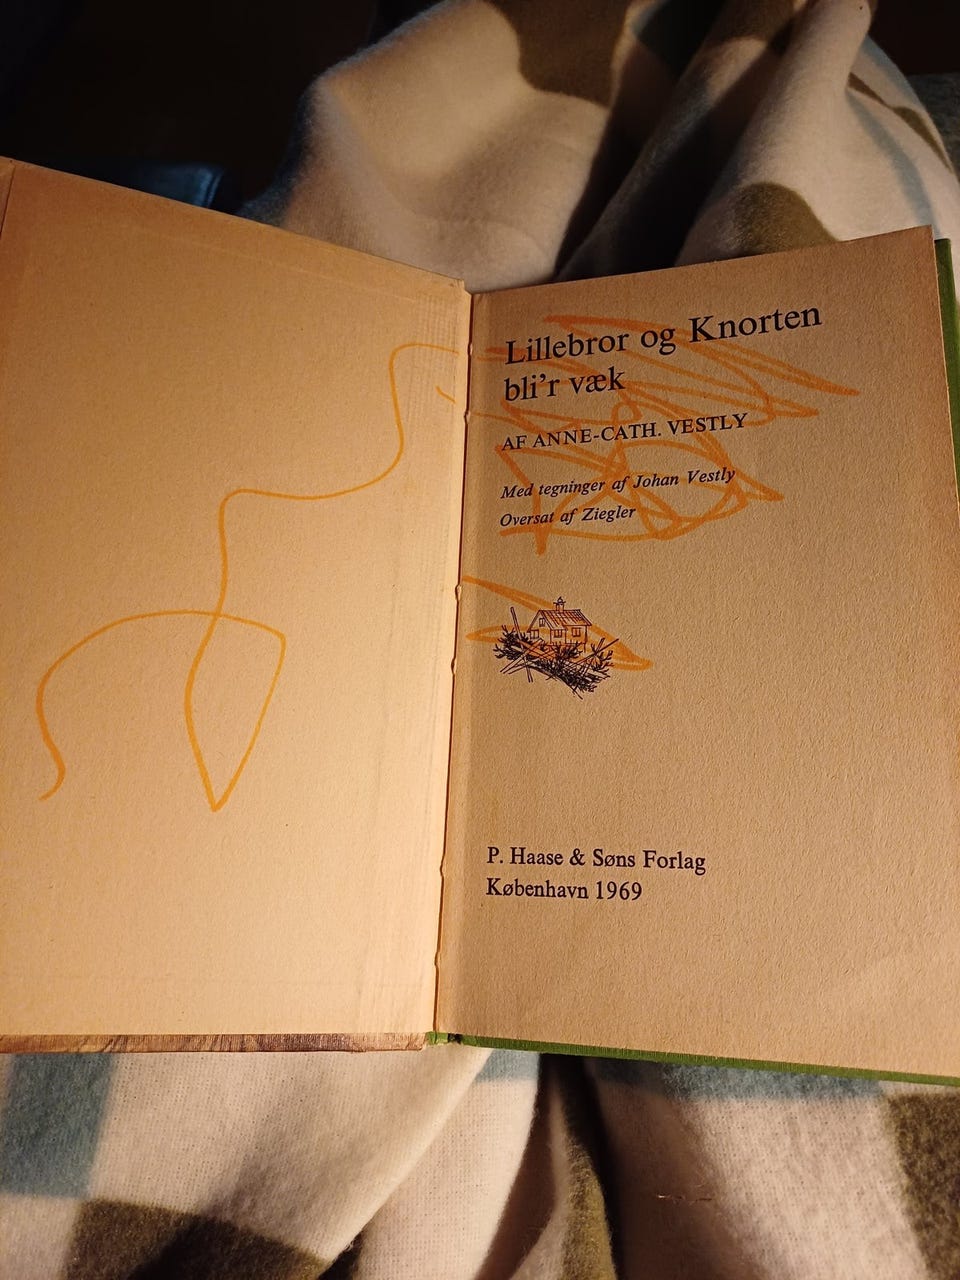 Lillebror og Knorten
bli'r væk
AF ANNE-CATH. VESTLY
Med tegninger af Johan Vestly
Oversat af Ziegler
P. Haase & Søns Forlag
København 1969